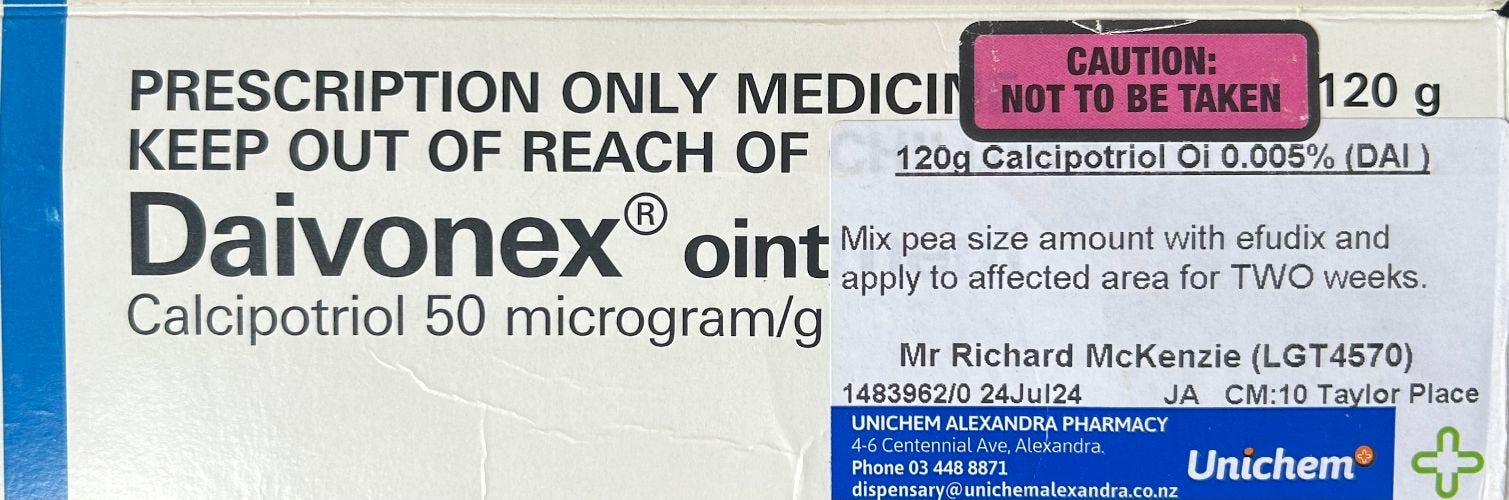 PRESCRIPTION ONLY MEDICIN 120 g
CAUTION:
NOT TO BE TAKEN
KEEP OUT OF REACH OF CHIL
Daivonex® oint
Calcipotriol 50 microgram/g
120g Calcipotriol Oi 0.005% (DAI )
Mix pea size amount with efudix and
apply to affected area for TWO weeks.
Mr Richard McKenzie (LGT4570)
1483962/0 24Jul24 JA CM:10 Taylor Place
UNICHEM ALEXANDRA PHARMACY
4-6 Centennial Ave, Alexandra.
Phone 03 448 8871
dispensary@unichemalexandra.co.nz
Unichem